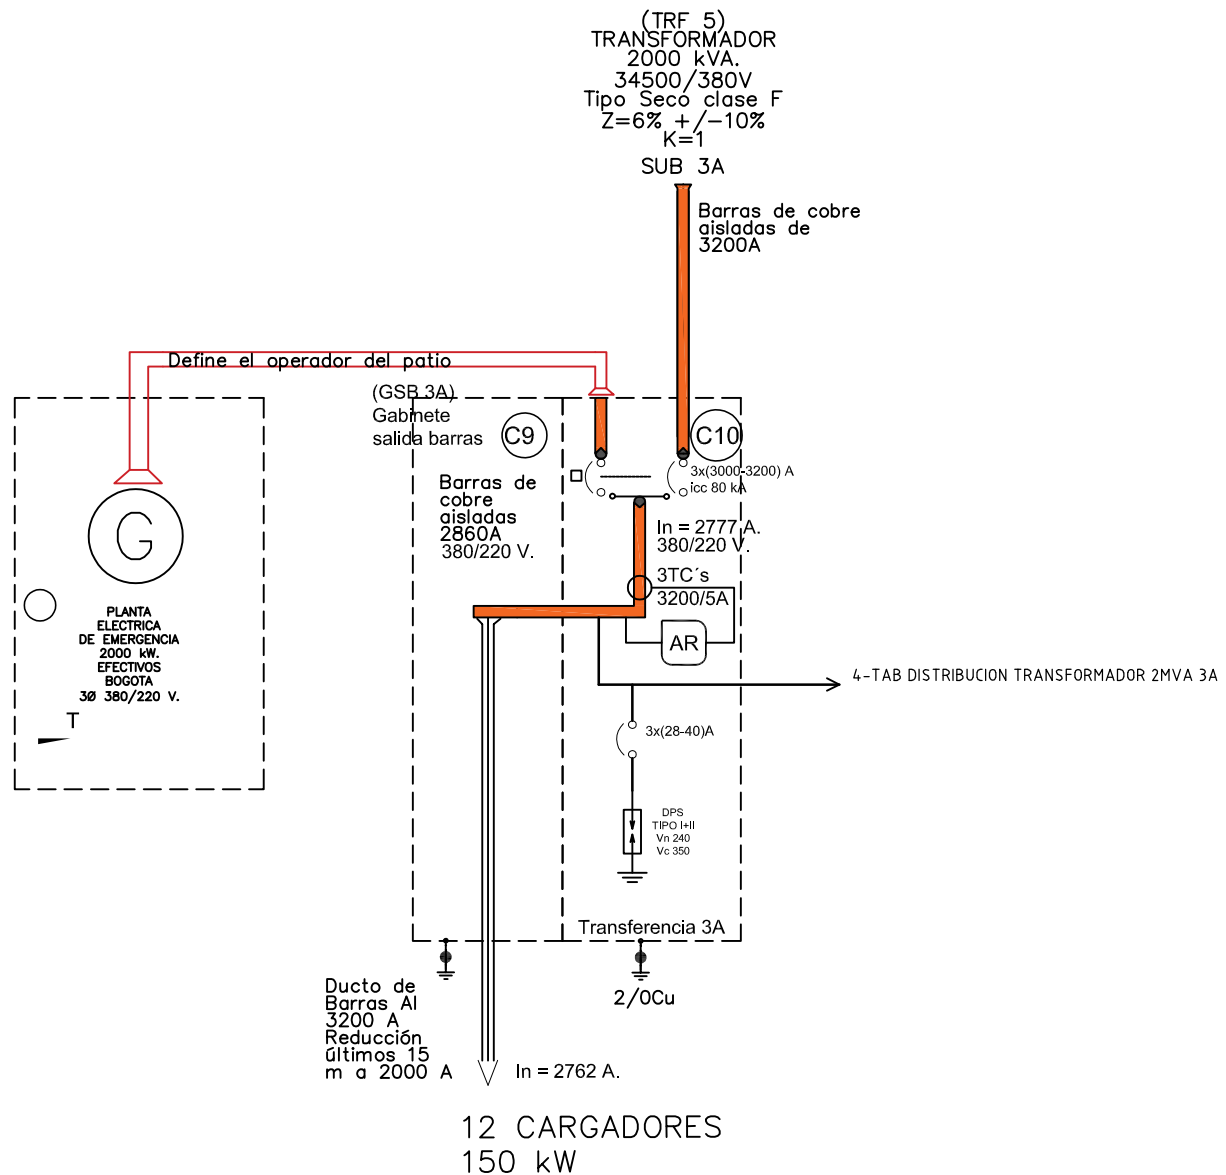 (TRF 5)
TRANSFORMADOR
2000 kVA.
34500/380V
Tipo Seco clase F
Z=6% +/-10%
K=1
SUB 3A
Barras de cobre
aisladas de
3200A
Define el operador del patio
(GSB 3A)
Gabinete
salida barras
C9
C10
3x(3000-3200) A
icc 80 kA
Barras de
cobre
aisladas
2860A
380/220 V.
In = 2777 A.
380/220 V.
3TC´s
3200/5A
AR
G
PLANTA
ELECTRICA
DE EMERGENCIA
2000 kW.
EFECTIVOS
BOGOTA
3Ø 380/220 V.
T
4-TAB DISTRIBUCION TRANSFORMADOR 2MVA 3A
3x(28-40)A
DPS
TIPO I+II
Vn 240
Vc 350
Transferencia 3A
2/0Cu
Ducto de
Barras Al
3200 A
Reducción
últimos 15
m a 2000 A
In = 2762 A.
12 CARGADORES
150 kW